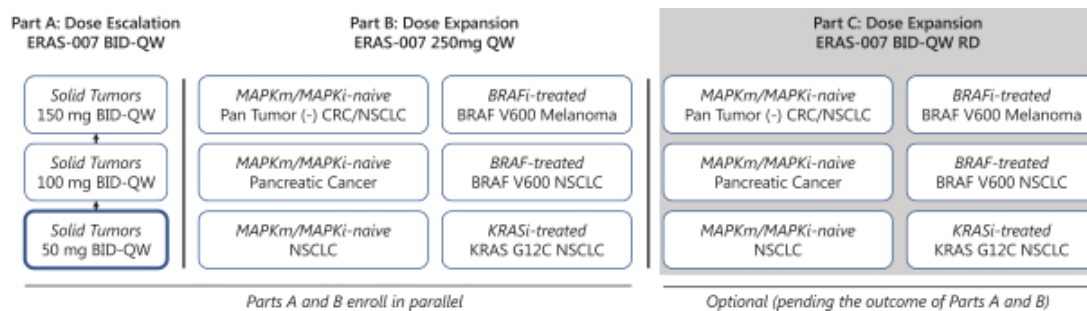 Part A: Dose Escalation
ERAS-007 BID-QW
Solid Tumors
150 mg BID-QW
Solid Tumors
100 mg BID-QW
Solid Tumors
50 mg BID-QW
Part B: Dose Expansion
ERAS-007 250mg QW
MAPKm/MAPKi-naive
Pan Tumor (-) CRC/NSCLC
BRAFi-treated
BRAF V600 Melanoma
MAPKm/MAPKi-naive
Pancreatic Cancer
BRAF-treated
BRAF V600 NSCLC
MAPKm/MAPKi-naive
NSCLC
KRASi-treated
KRAS G12C NSCLC
Parts A and B enroll in parallel
Part C: Dose Expansion
ERAS-007 BID-QW RD
MAPKm/MAPKi-naive
Pan Tumor (-) CRC/NSCLC
BRAFi-treated
BRAF V600 Melanoma
MAPKm/MAPKi-naive
Pancreatic Cancer
BRAF-treated
BRAF V600 NSCLC
MAPKm/MAPKi-naive
NSCLC
KRASi-treated
KRAS G12C NSCLC
Optional (pending the outcome of Parts A and B)